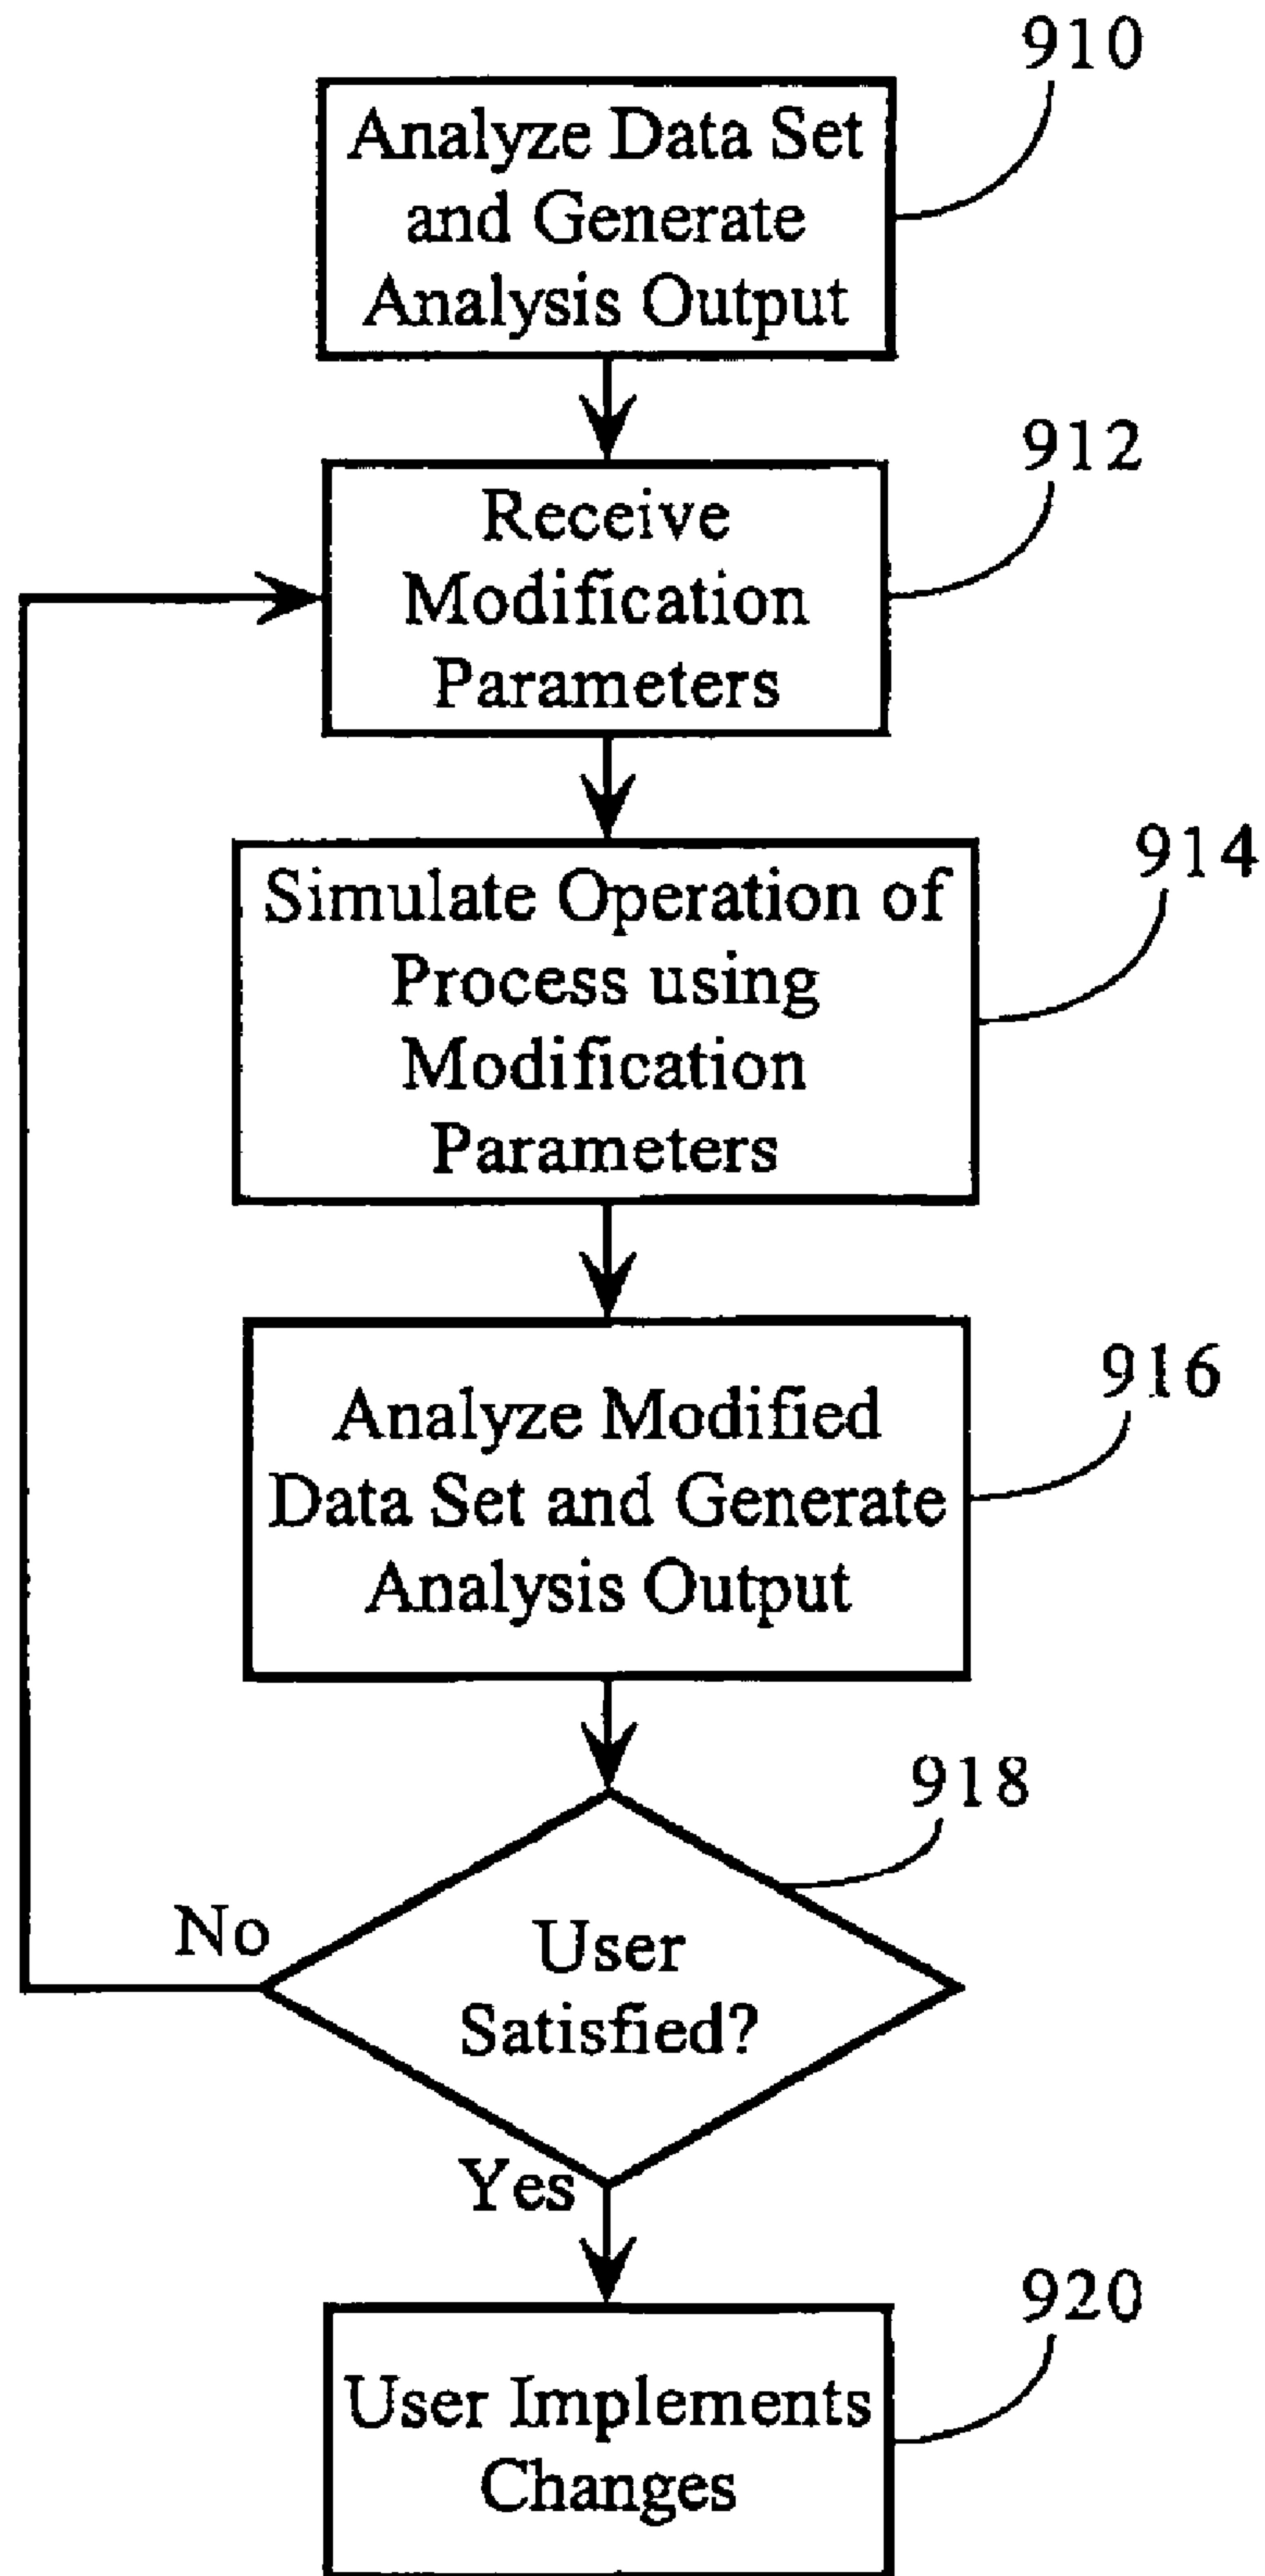 910
Analyze Data Set
and Generate
Analysis Output
912
Receive
Modification
Parameters
914
Simulate Operation of
Process using
Modification
Parameters
916
Analyze Modified
Data Set and Generate
Analysis Output
918
No
User
Satisfied?
Yes
920
User Implements
Changes